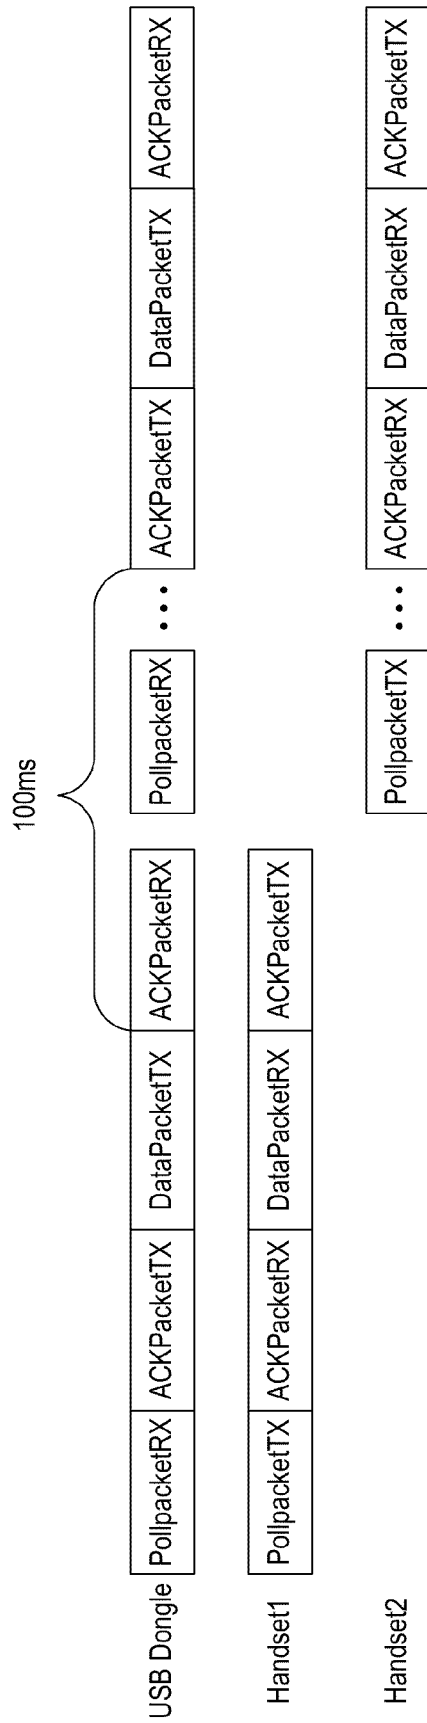 100ms
USB Dongle PollpacketRX ACKPacketTX DataPacketTX ACKPacketRX PollpacketRX ... ACKPacketTX DataPacketTX ACKPacketRX
Handset1 PollpacketTX ACKPacketRX DataPacketRX ACKPacketTX
Handset2 PollpacketTX ... ACKPacketRX DataPacketRX ACKPacketTX